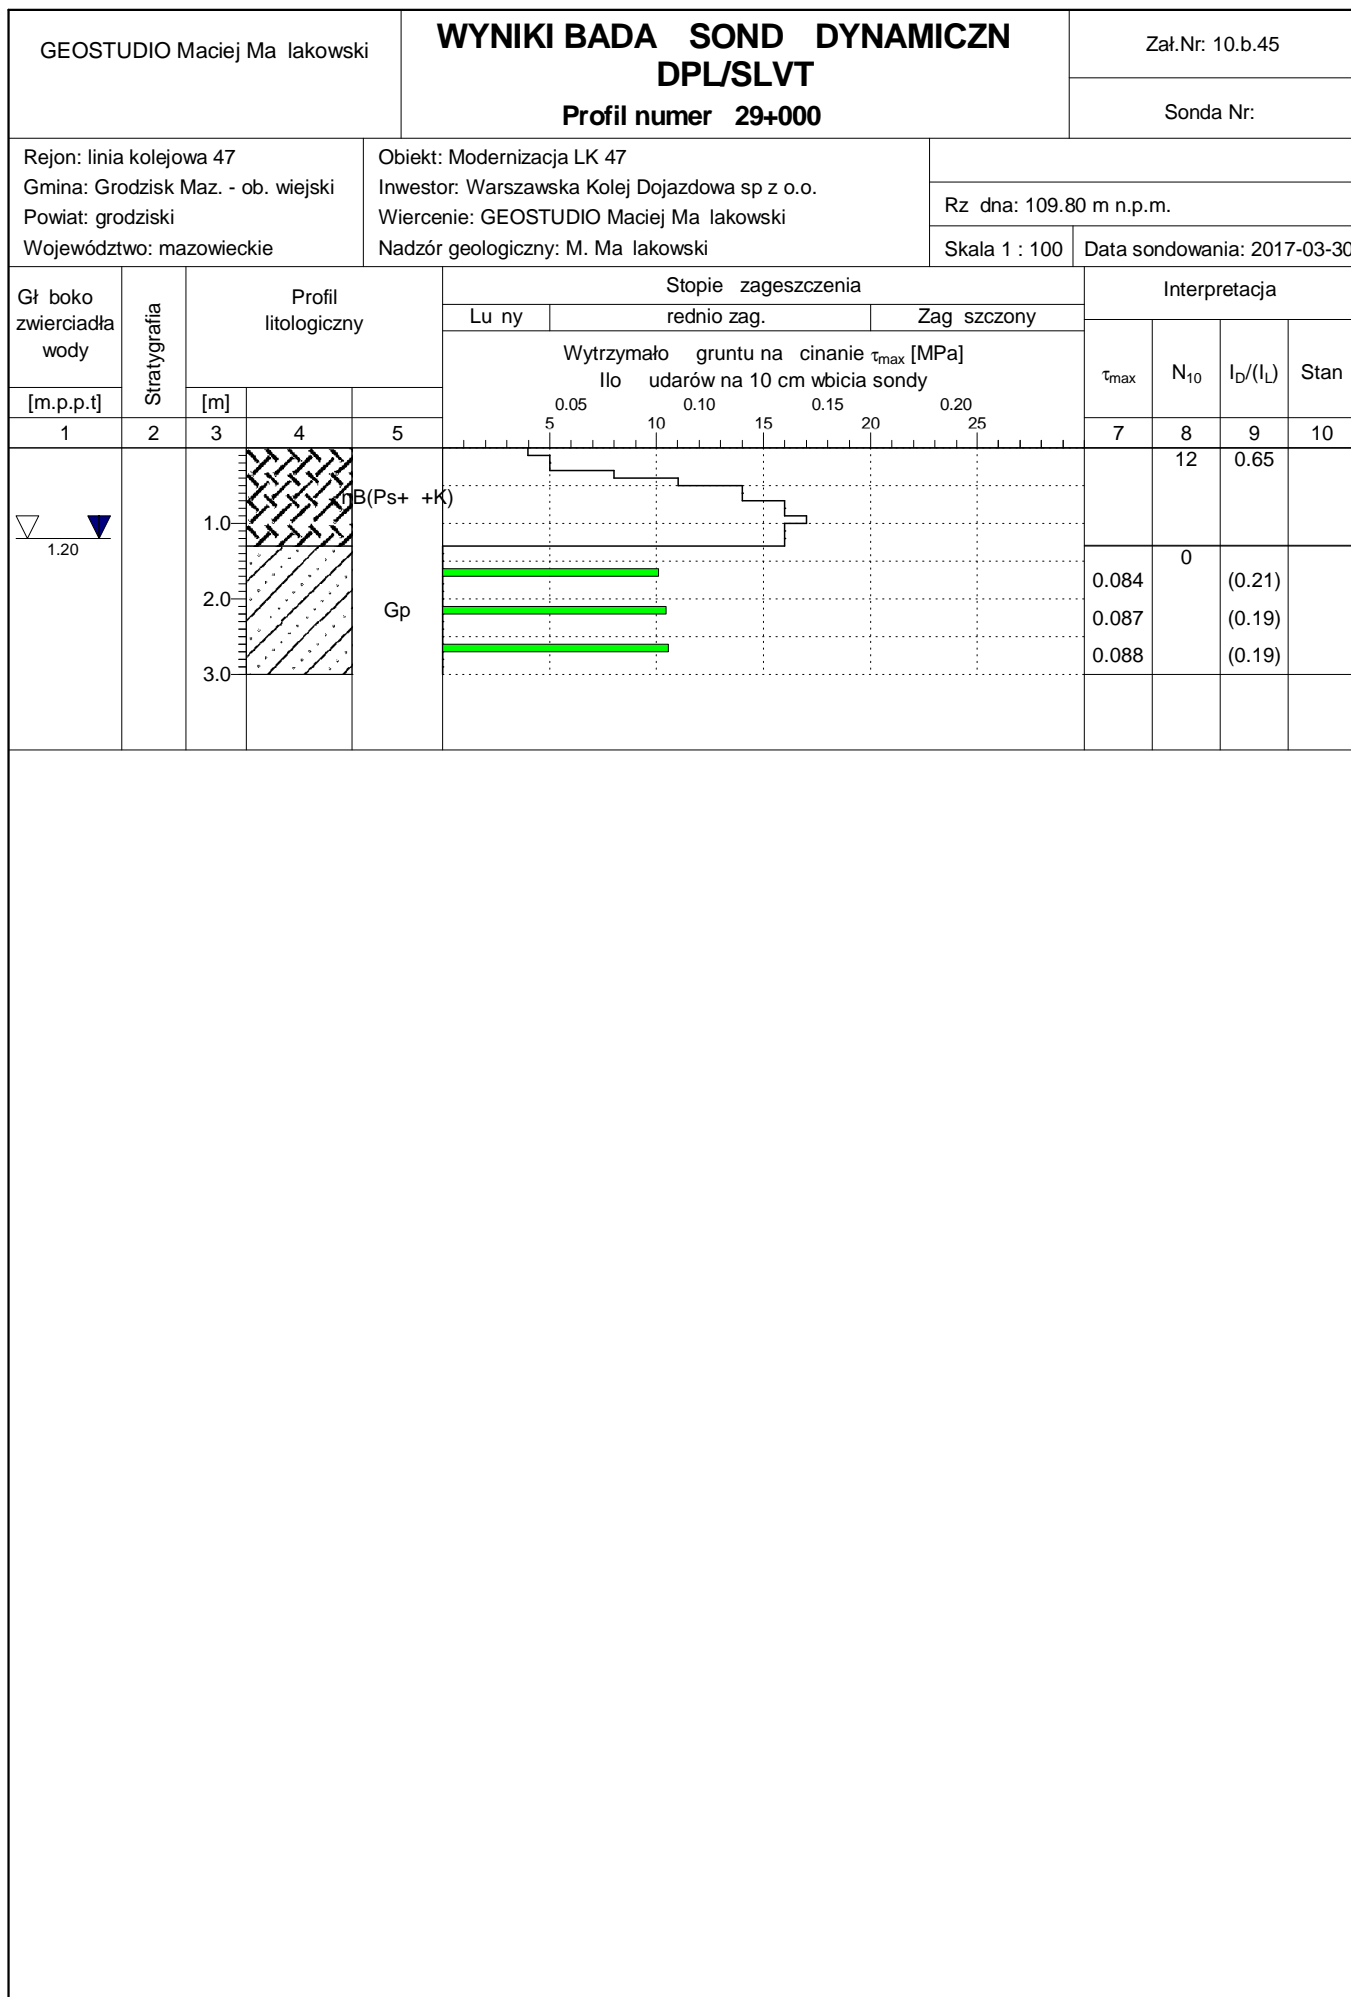 GEOSTUDIO Maciej Ma lakowski
WYNIKI BADA SOND DYNAMICZN
DPL/SLVT
Profil numer 29+000
Zał.Nr: 10.b.45
Sonda Nr:
Rejon: linia kolejowa 47
Gmina: Grodzisk Maz. - ob. wiejski
Powiat: grodziski
Województwo: mazowieckie
Obiekt: Modernizacja LK 47
Inwestor: Warszawska Kolej Dojazdowa sp z o.o.
Wiercenie: GEOSTUDIO Maciej Ma lakowski
Nadzór geologiczny: M. Ma lakowski
Rz dna: 109.80 m n.p.m.
Skala 1 : 100
Data sondowania: 2017-03-30
Gł boko
zwierciadła
wody
[m.p.p.t]
Stratygrafia
Profil
litologiczny
[m]
Stopie zageszczenia
Lu ny
rednio zag.
Zag szczony
Wytrzymało gruntu na cinanie τmax [MPa]
Ilo udarów na 10 cm wbicia sondy
0.05 0.10 0.15 0.20
5 10 15 20 25
Interpretacja
τmax N10 ID/(IL) Stan
1 2 3 4 5 7 8 9 10
12 0.65
nB(Ps+ +K)
1.0
1.20
0
0.084 (0.21)
2.0
Gp
0.087 (0.19)
0.088 (0.19)
3.0